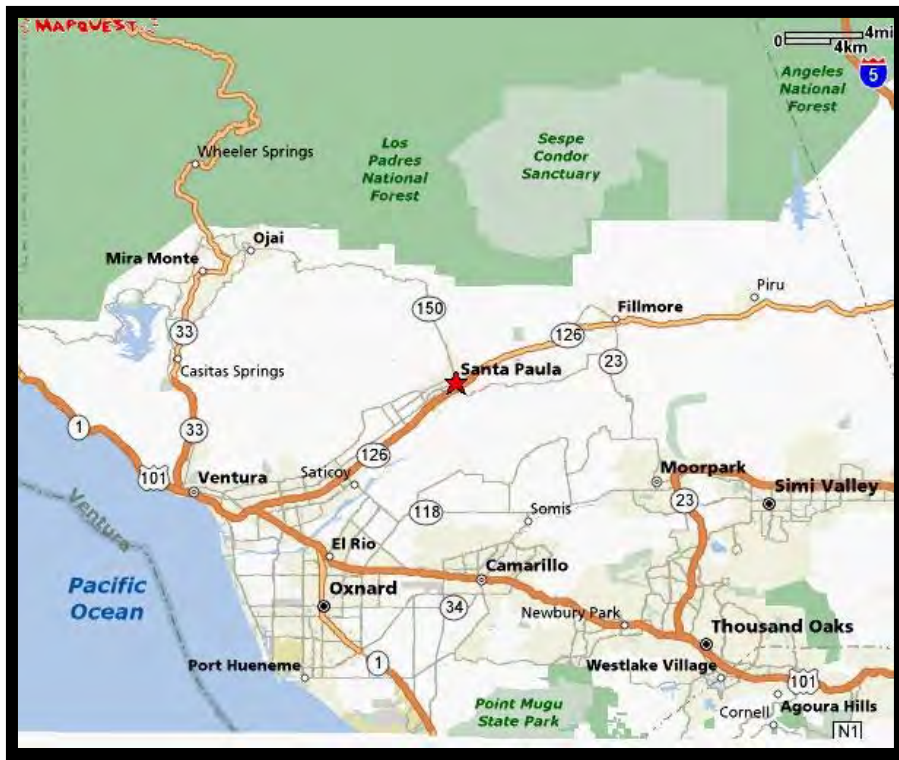 MAPQUEST
0 4mi
4km
5
Angeles
National
Forest
Sespe
Condor
Sanctuary
Los
Padres
National
Forest
Wheeler Springs
Ojai
Mira Monte
Piru
150
Fillmore
126
33
23
Casitas Springs
Santa Paula
1
33
126
Saticoy
Moorpark
101
Ventura
Simi Valley
23
118
Somis
Ventura
El Rio
Camarillo
Pacific
Ocean
Oxnard
34
Newbury Park
Thousand Oaks
Port Hueneme
1
Westlake Village
101
Point Mugu
State Park
Agoura Hills
Cornell
N1